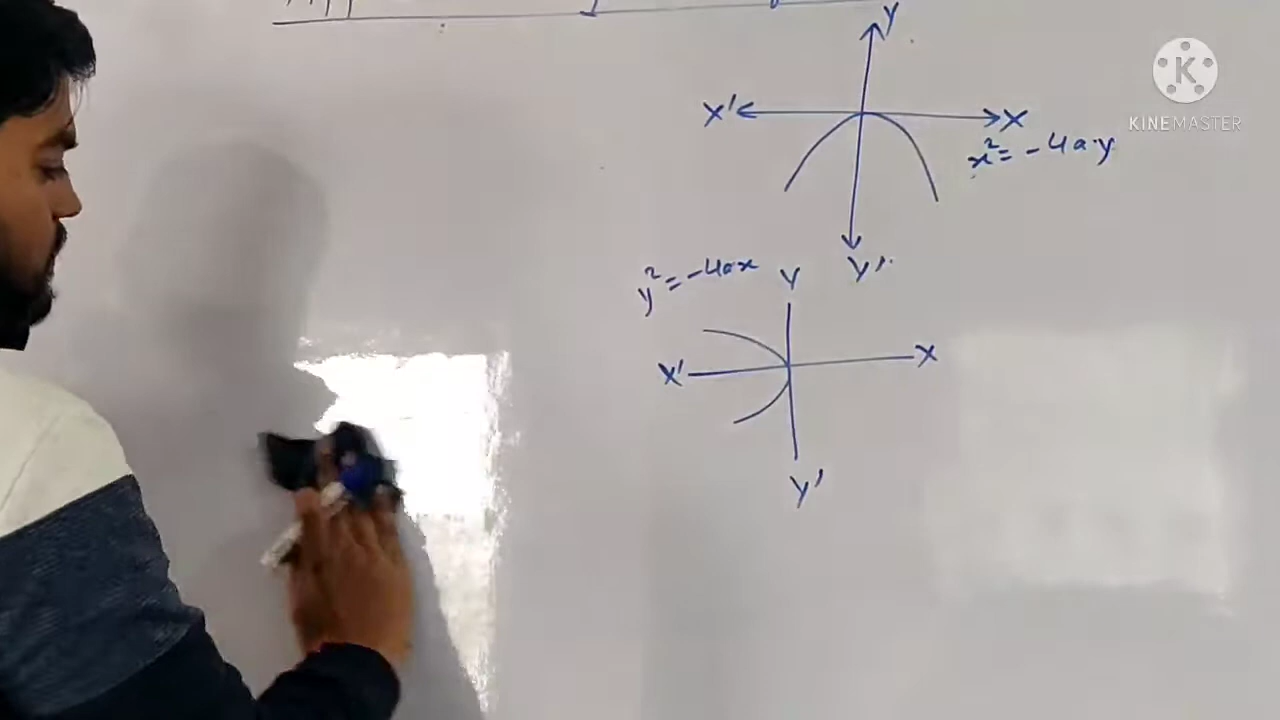 Y
X' X
x² = -4a.y
Y'
y² = -4ax Y
X' X
Y'
K
KINEMASTER